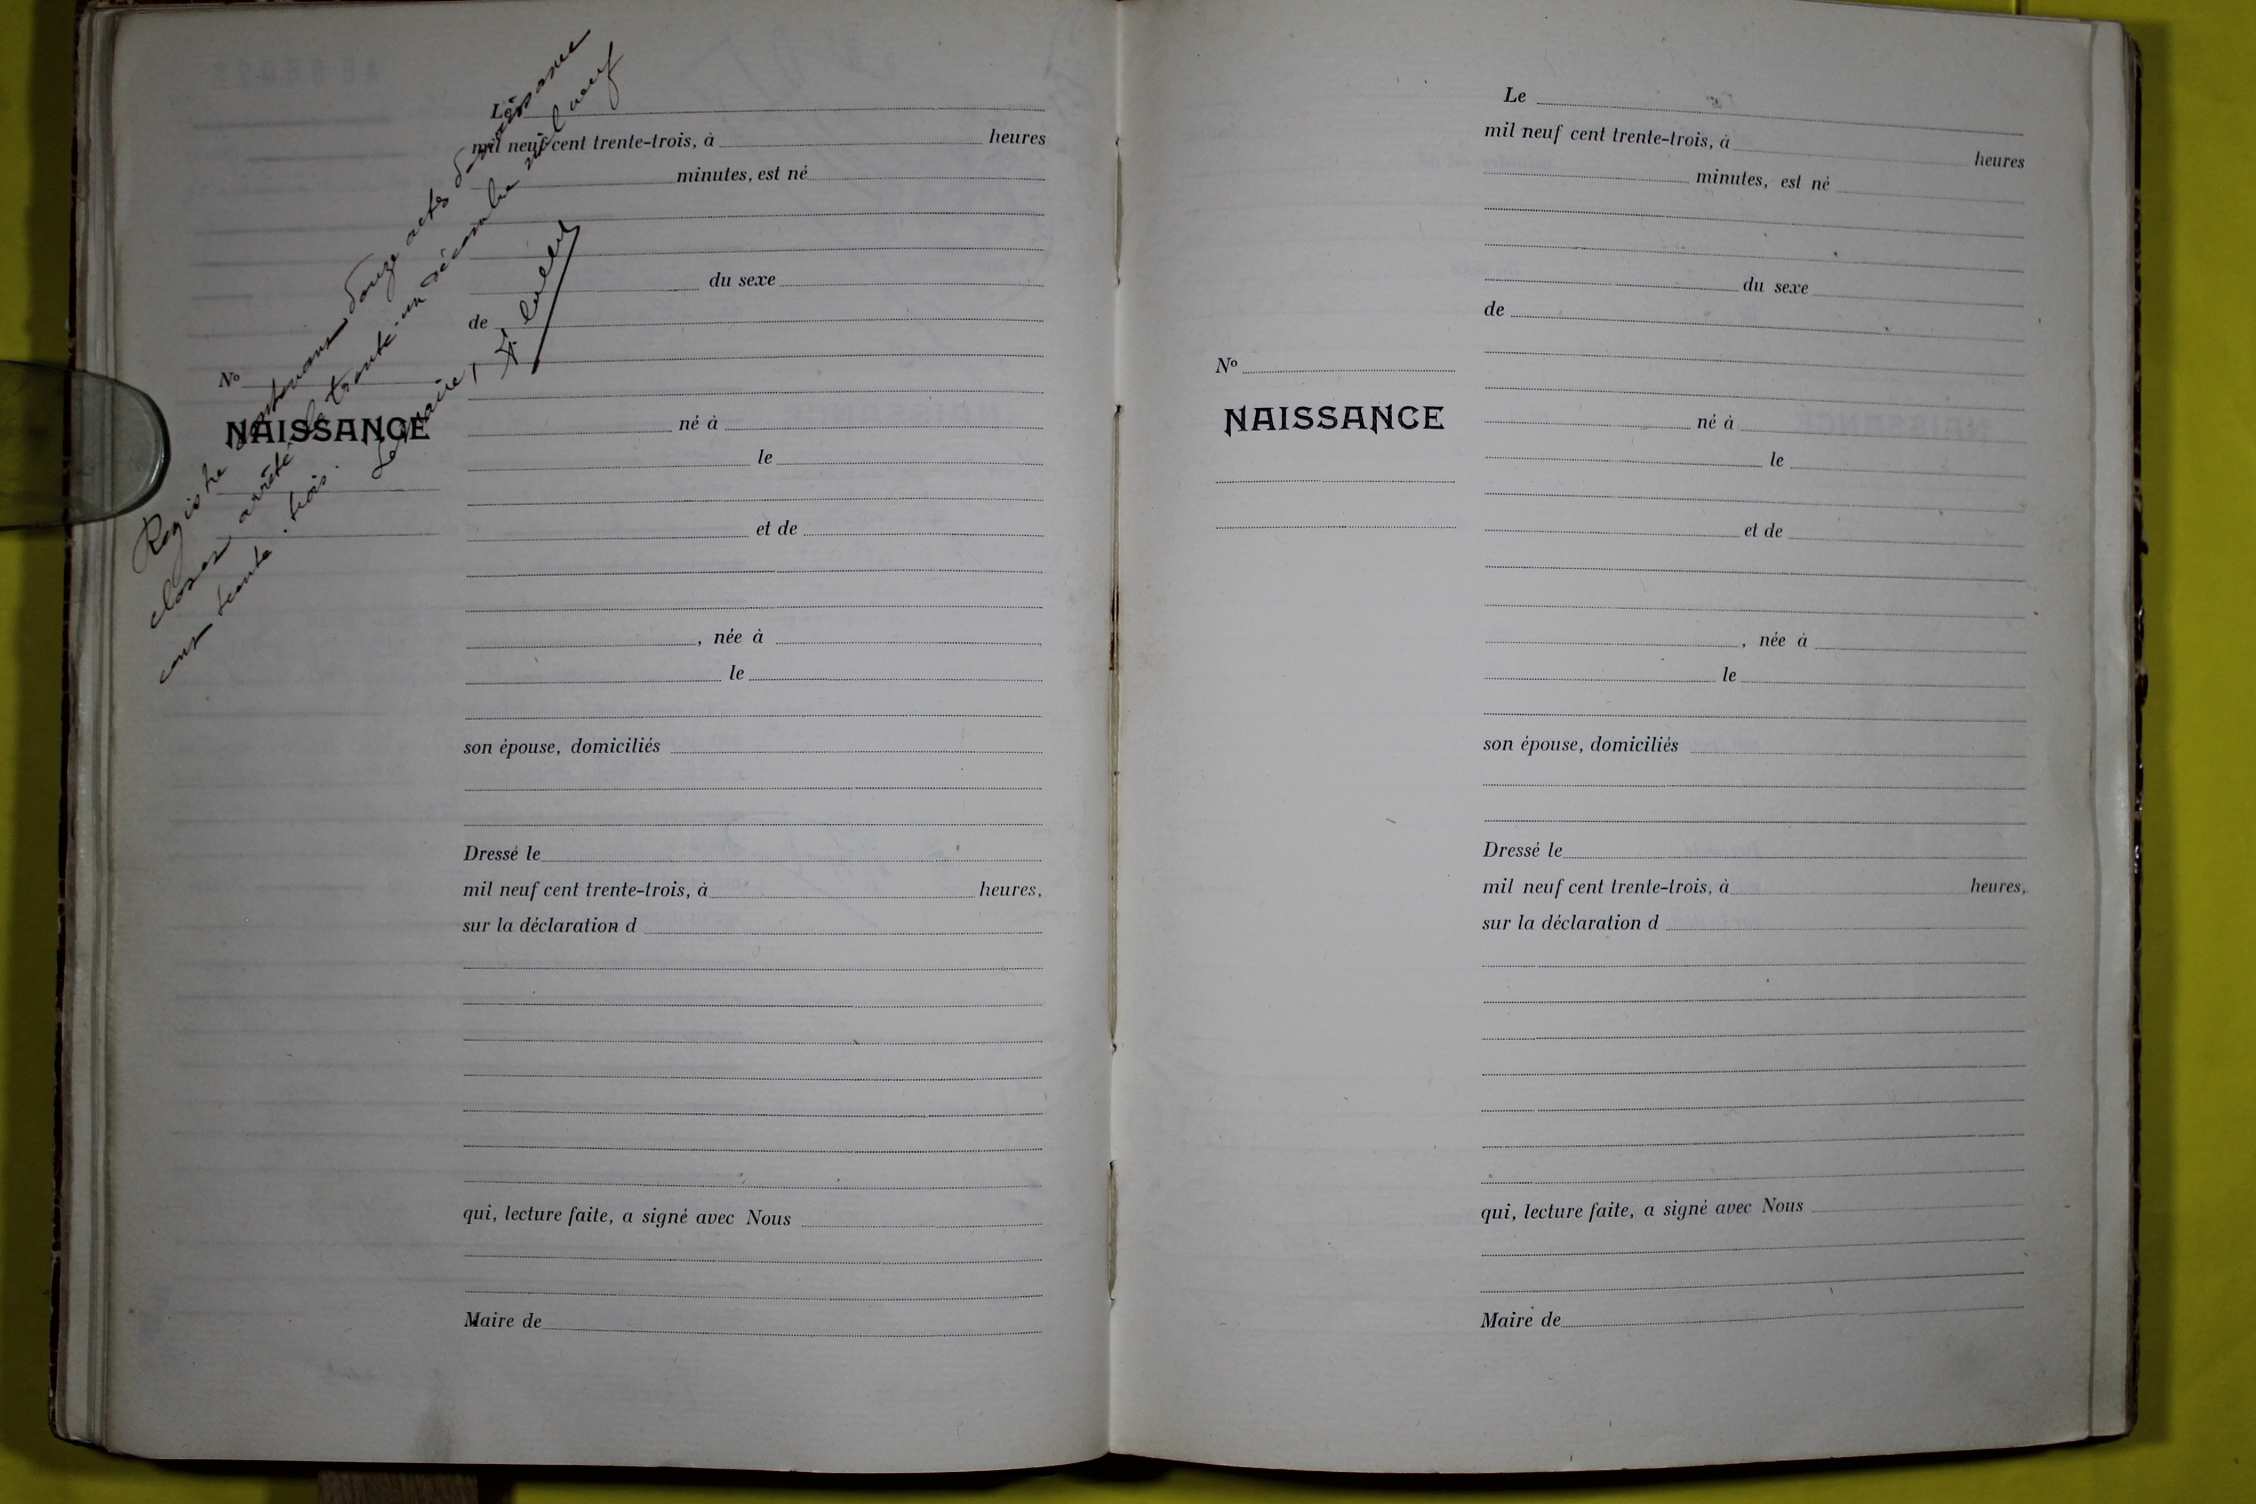 Registre contenant douze actes de naissance
clos et arrêté le trente-un décembre mil neuf
cent trente-trois.
Le Maire,
Le
mil neuf cent trente-trois, à heures
minutes, est né
du sexe
de
No
NAISSANCE
né à
le
et de
, née à
le
son épouse, domiciliés
Dressé le
mil neuf cent trente-trois, à heures,
sur la déclaration d
qui, lecture faite, a signé avec Nous
Maire de
Le
mil neuf cent trente-trois, à heures
minutes, est né
du sexe
de
No
NAISSANCE
né à
le
et de
, née à
le
son épouse, domiciliés
Dressé le
mil neuf cent trente-trois, à heures,
sur la déclaration d
qui, lecture faite, a signé avec Nous
Maire de